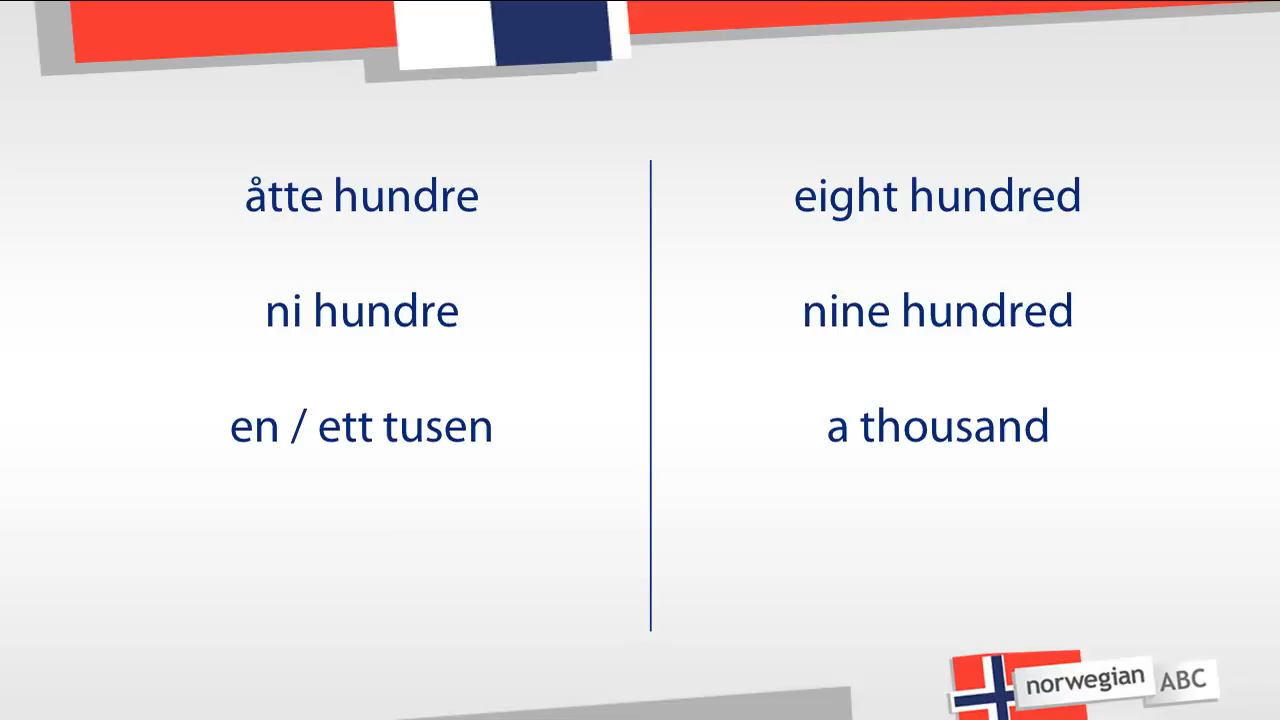 åtte hundre
eight hundred
ni hundre
nine hundred
en / ett tusen
a thousand
norwegian ABC